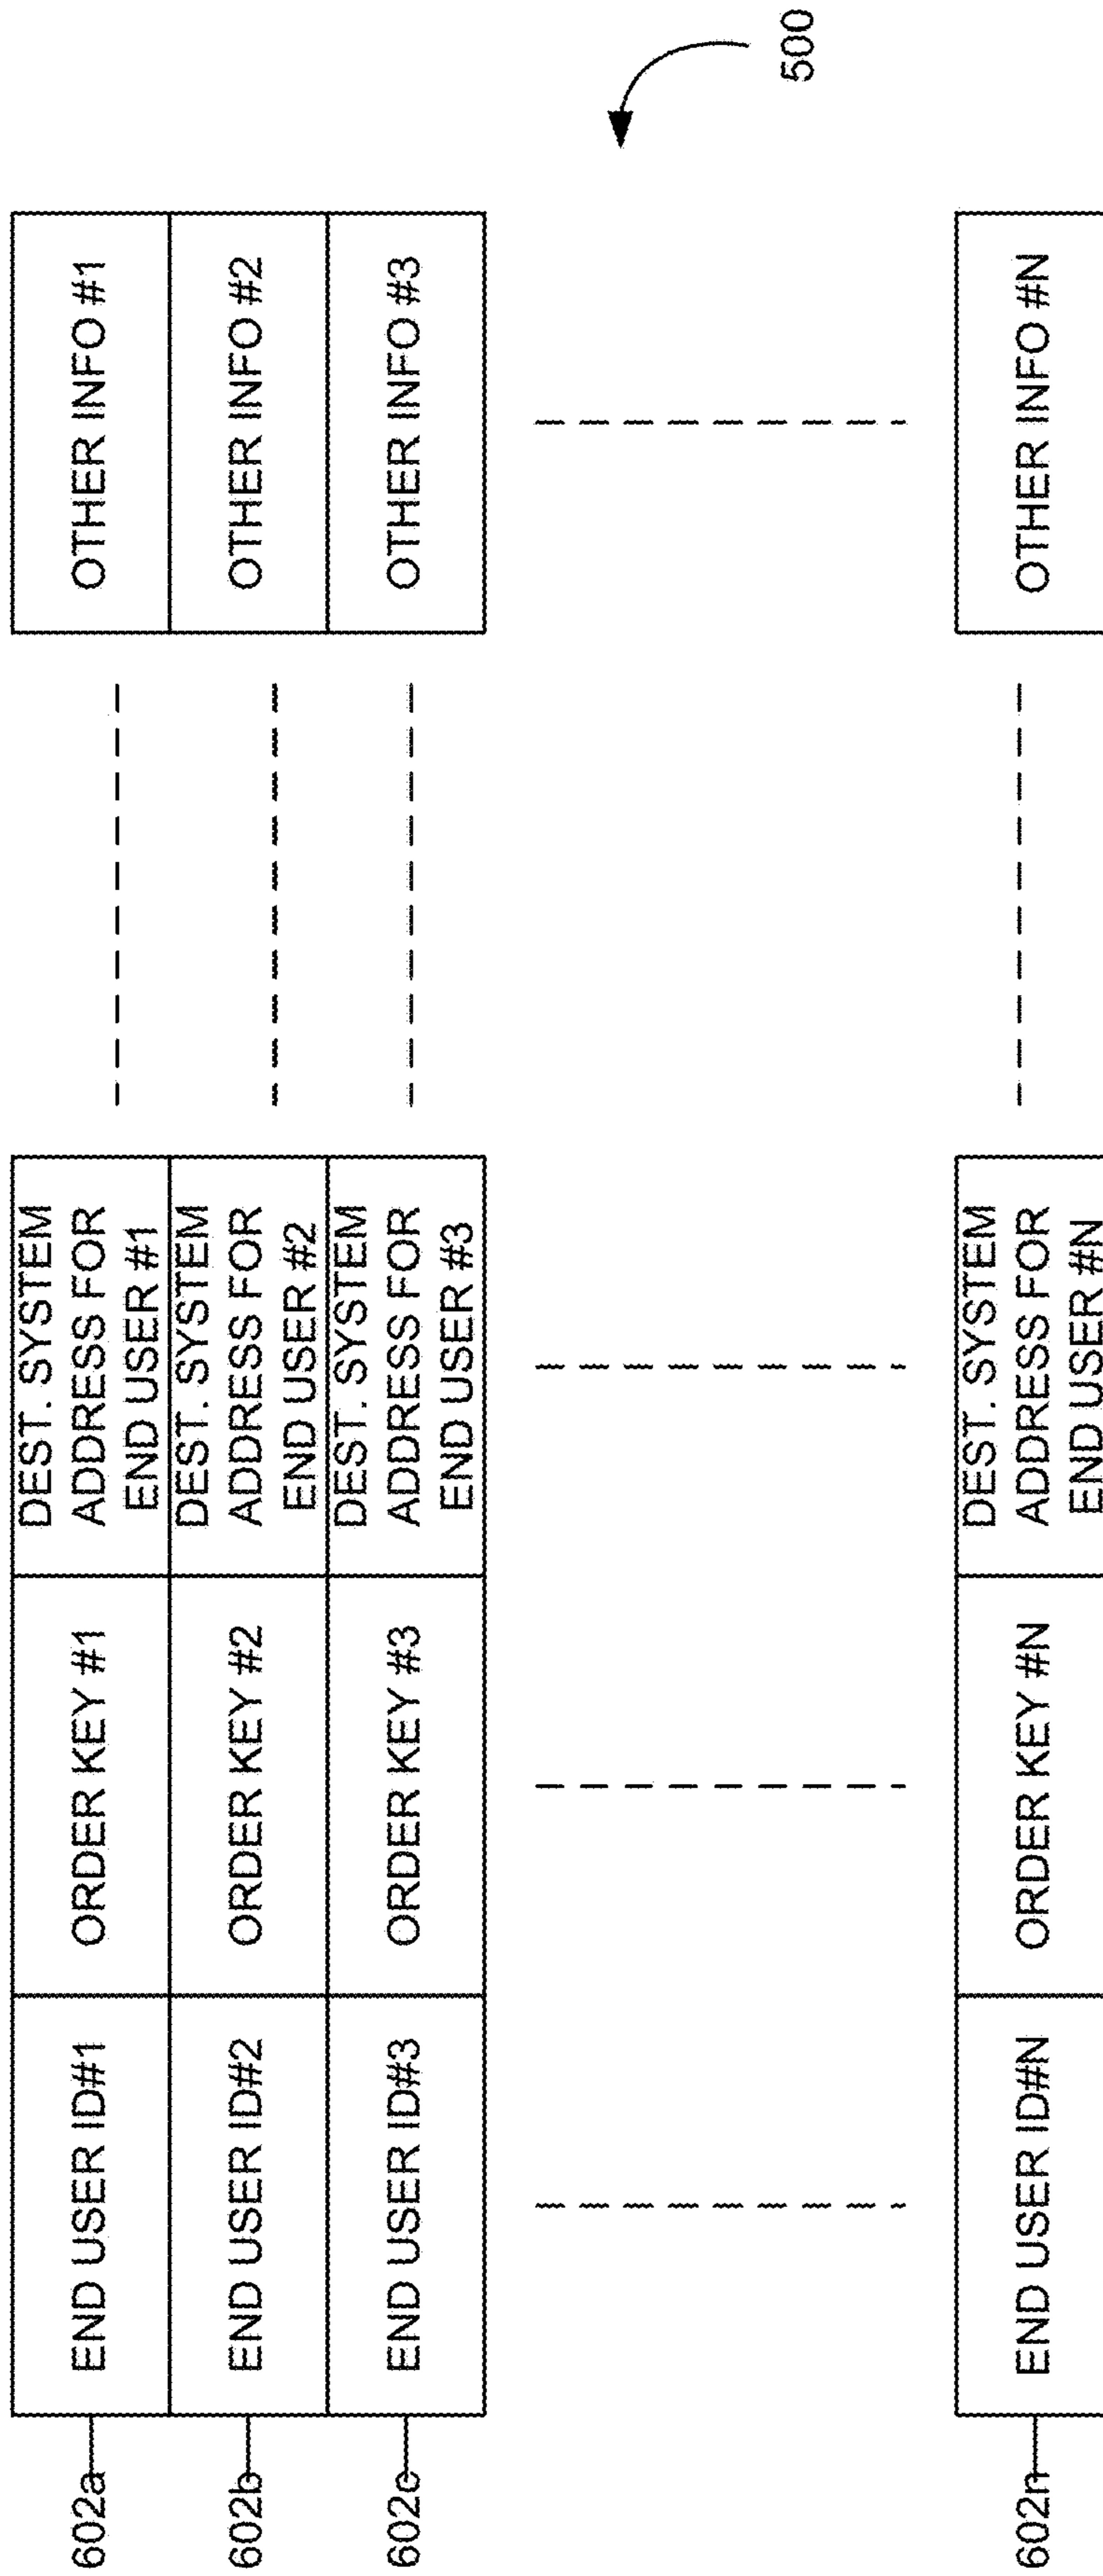 602a
END USER ID#1
ORDER KEY #1
DEST. SYSTEM
ADDRESS FOR
END USER #1
OTHER INFO #1
602b
END USER ID#2
ORDER KEY #2
DEST. SYSTEM
ADDRESS FOR
END USER #2
OTHER INFO #2
602c
END USER ID#3
ORDER KEY #3
DEST. SYSTEM
ADDRESS FOR
END USER #3
OTHER INFO #3
500
602n
END USER ID#N
ORDER KEY #N
DEST. SYSTEM
ADDRESS FOR
END USER #N
OTHER INFO #N